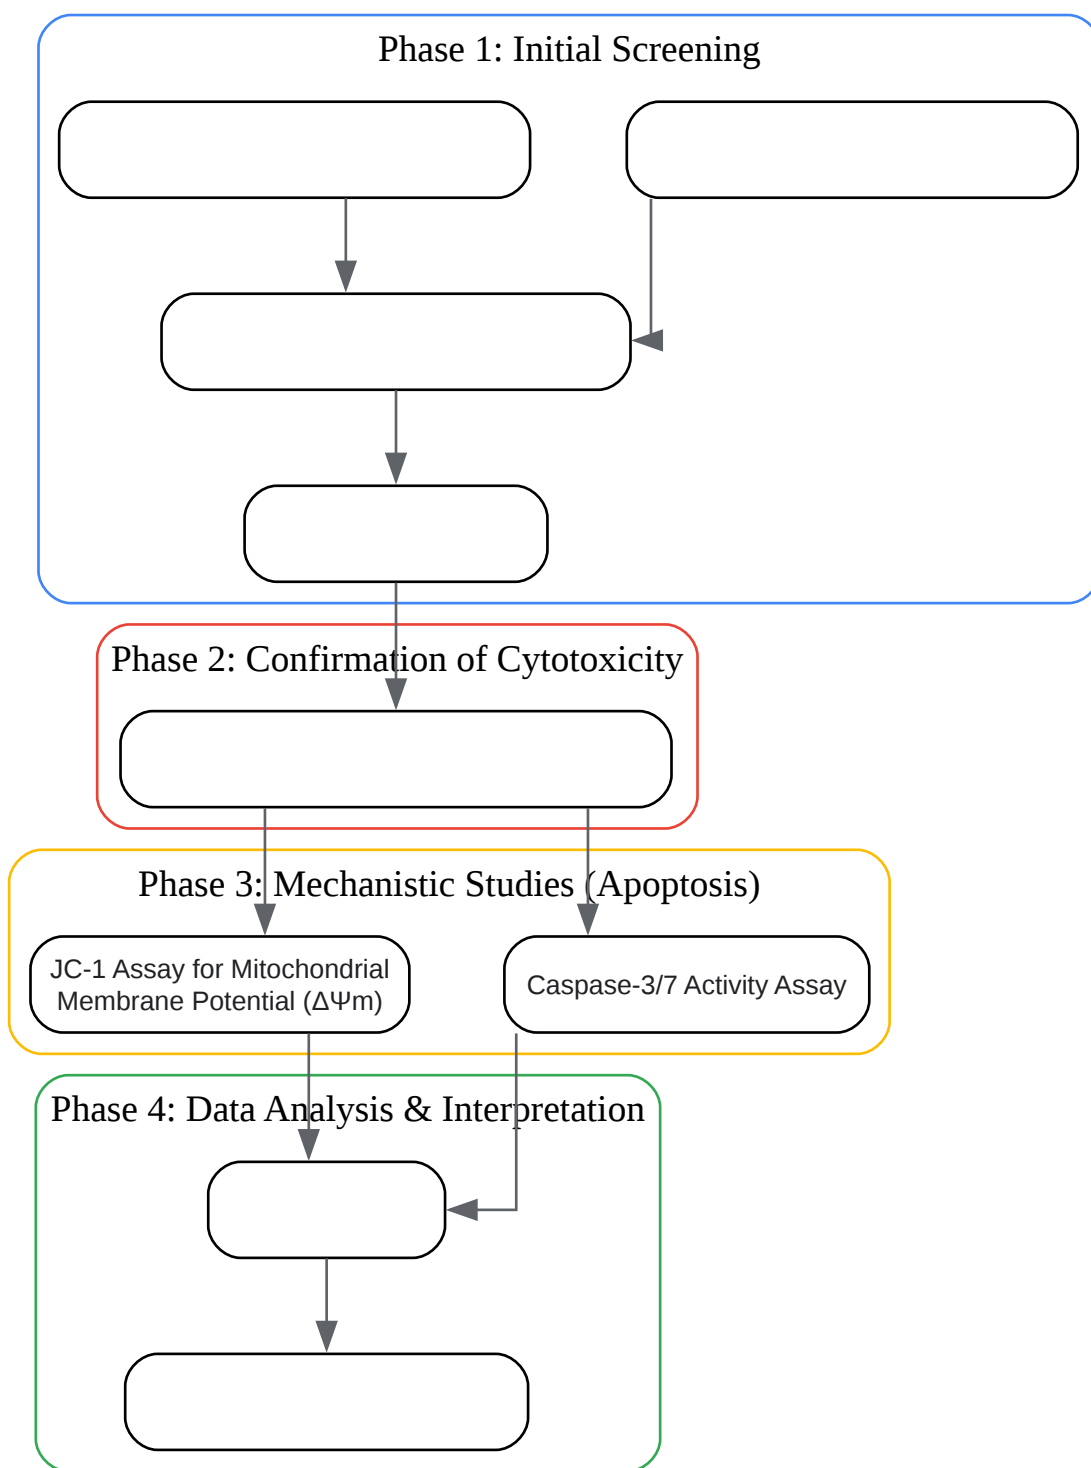 Phase 1: Initial Screening
Phase 2: Confirmation of Cytotoxicity
Phase 3: Mechanistic Studies (Apoptosis)
JC-1 Assay for Mitochondrial
Membrane Potential (ΔΨm)
Caspase-3/7 Activity Assay
Phase 4: Data Analysis & Interpretation